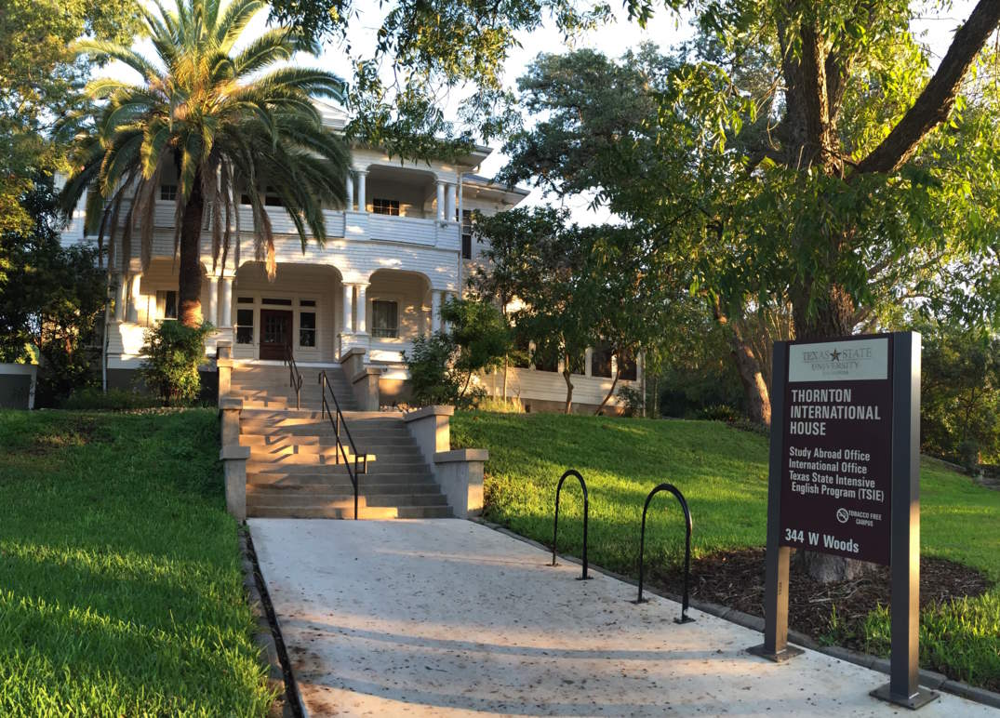 TEXAS STATE
UNIVERSITY
THORNTON
INTERNATIONAL
HOUSE
Study Abroad Office
International Office
Texas State Intensive
English Program (TSIE)
TOBACCO FREE
CAMPUS
344 W Woods